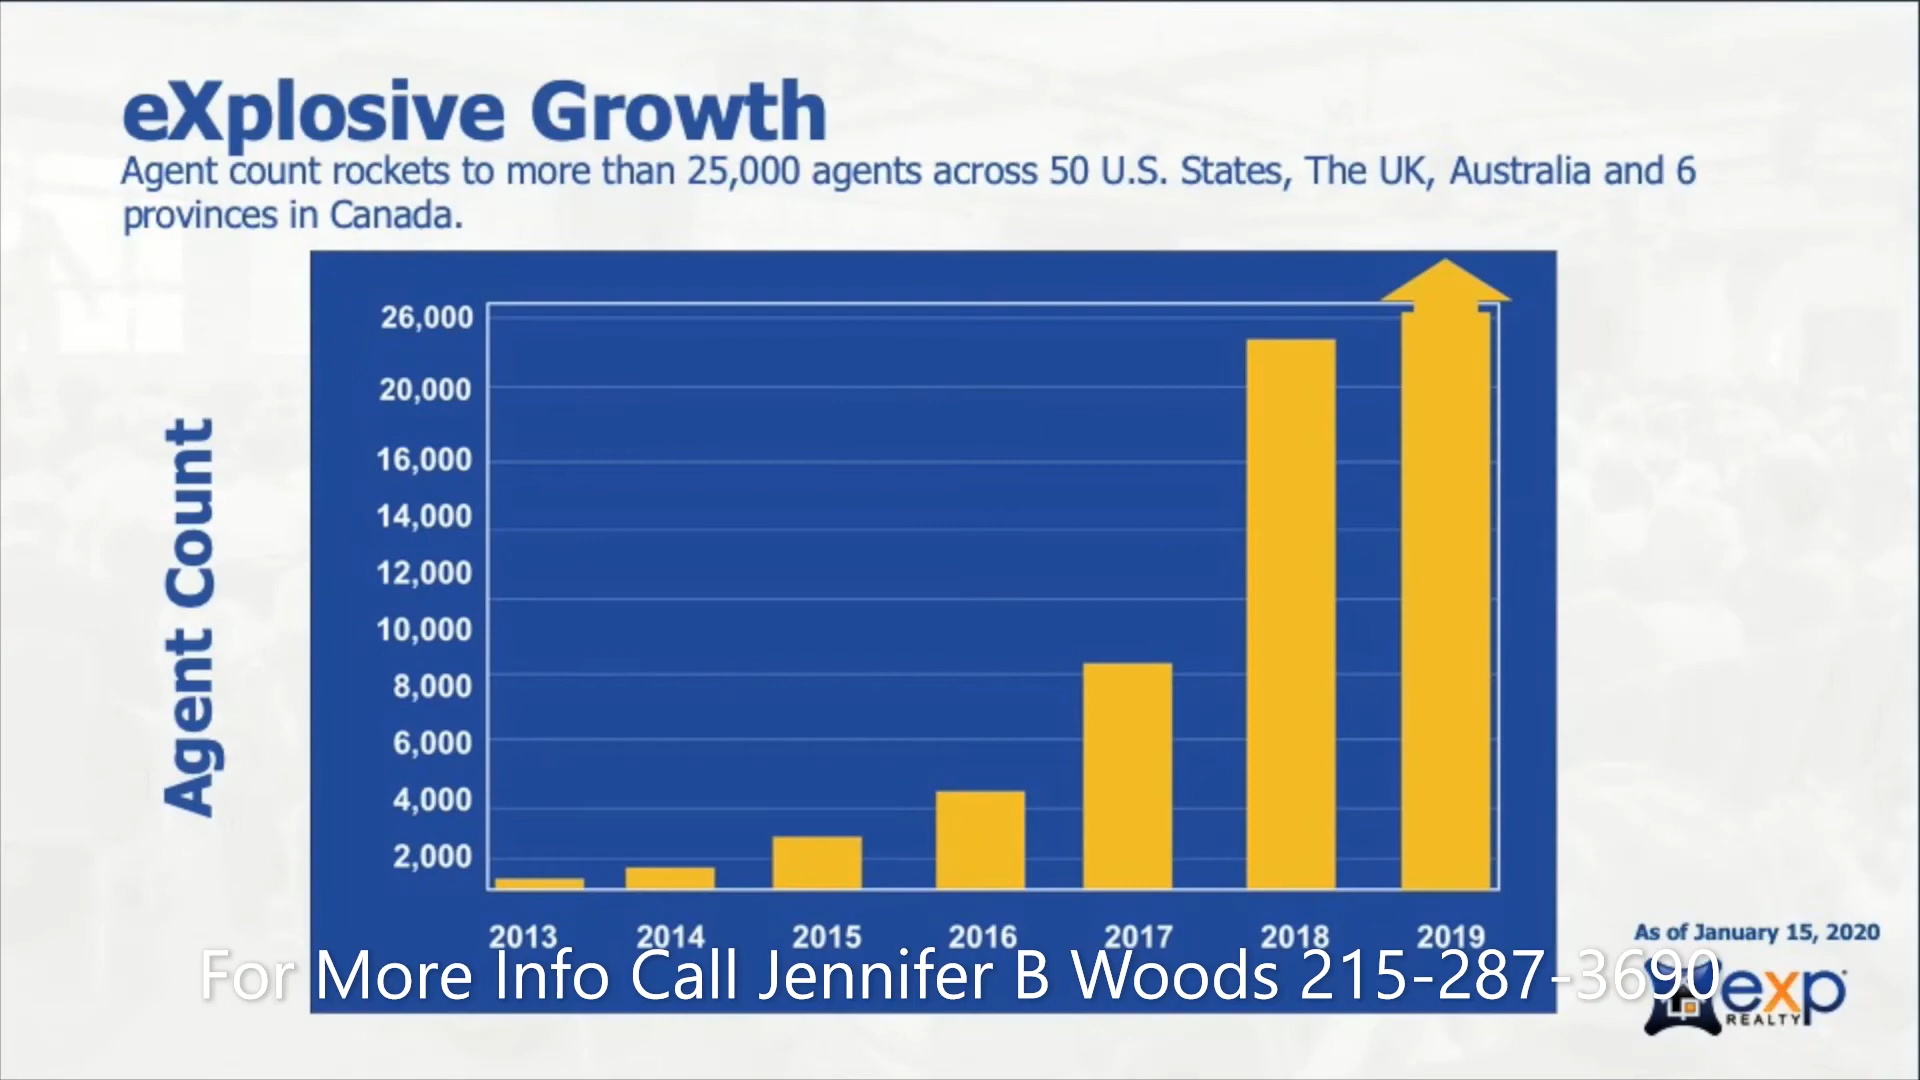 eXplosive Growth
Agent count rockets to more than 25,000 agents across 50 U.S. States, The UK, Australia and 6
provinces in Canada.
Agent Count
26,000
20,000
16,000
14,000
12,000
10,000
8,000
6,000
4,000
2,000
2013 2014 2015 2016 2017 2018 2019
As of January 15, 2020
For More Info Call Jennifer B Woods 215-287-3690
exp
REALTY